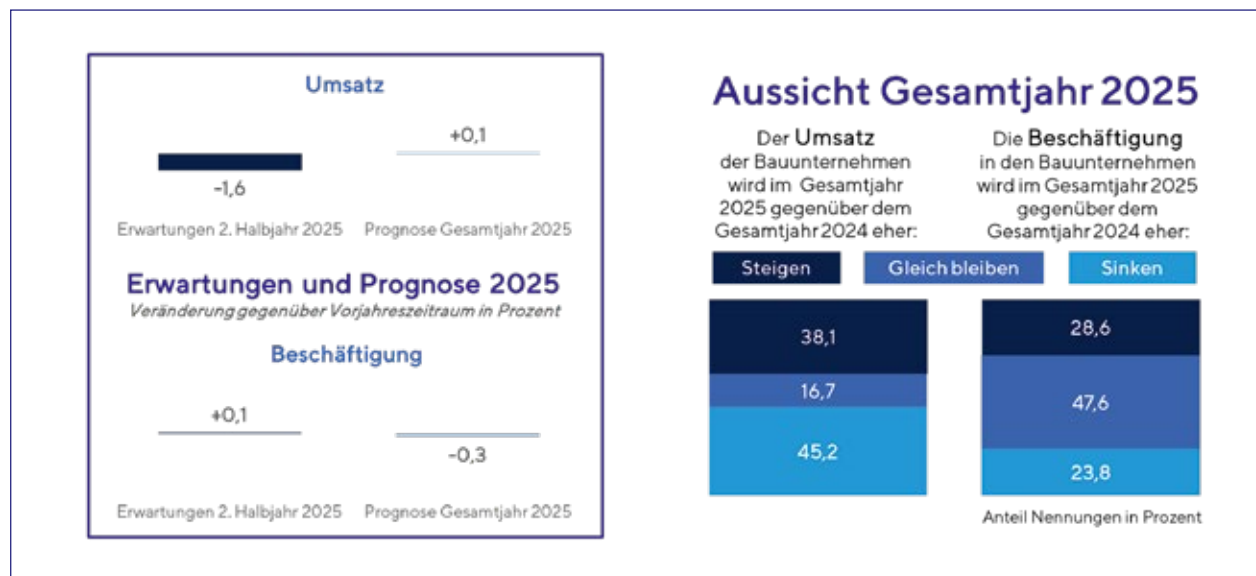 Umsatz
+0,1
-1,6
Erwartungen 2. Halbjahr 2025 Prognose Gesamtjahr 2025
Erwartungen und Prognose 2025
Veränderung gegenüber Vorjahreszeitraum in Prozent
Beschäftigung
+0,1
-0,3
Erwartungen 2. Halbjahr 2025 Prognose Gesamtjahr 2025
Aussicht Gesamtjahr 2025
Der Umsatz
der Bauunternehmen
wird im Gesamtjahr
2025 gegenüber dem
Gesamtjahr 2024 eher:
Die Beschäftigung
in den Bauunternehmen
wird im Gesamtjahr 2025
gegenüber dem
Gesamtjahr 2024 eher:
Steigen Gleich bleiben Sinken
38,1
16,7
45,2
28,6
47,6
23,8
Anteil Nennungen in Prozent